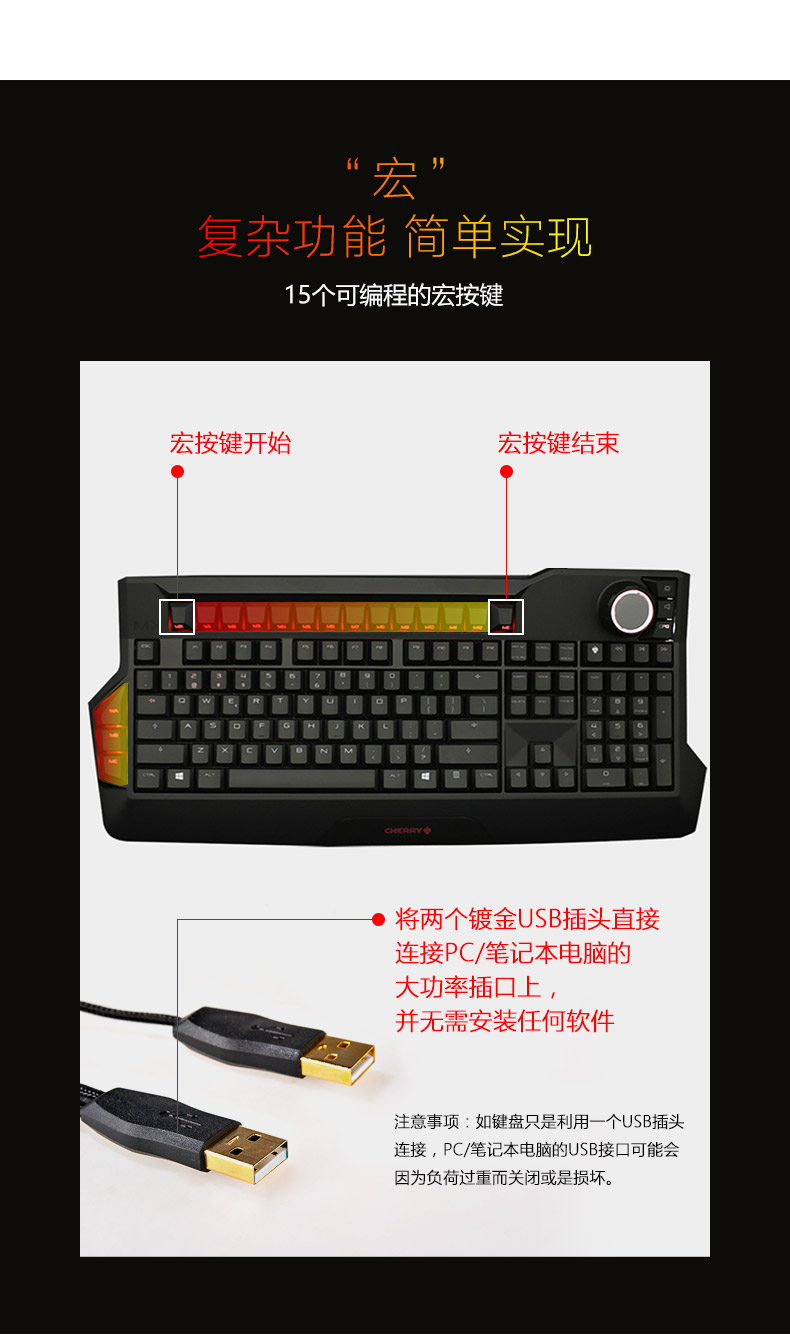 “宏”
复杂功能 简单实现
15个可编程的宏按键
宏按键开始
宏按键结束
ESC
Q W E R T Y U I O P
A S D F G H J K L
Z X C V B N M
CTRL ALT ALT CTRL
CHERRY
将两个镀金USB插头直接
连接PC/笔记本电脑的
大功率插口上，
并无需安装任何软件
注意事项：如键盘只是利用一个USB插头
连接，PC/笔记本电脑的USB接口可能会
因为负荷过重而关闭或是损坏。